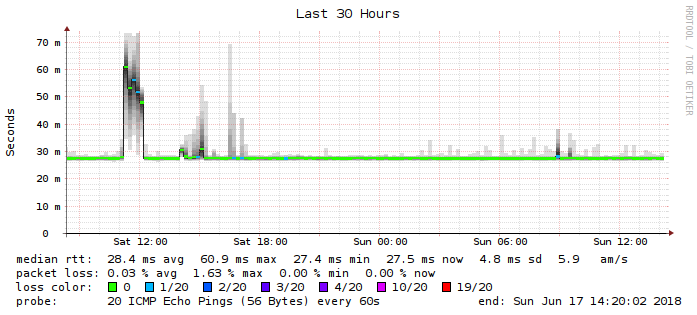 Last 30 Hours
RRDTOOL / TOBI OETIKER
Seconds
70 m
60 m
50 m
40 m
30 m
20 m
10 m
0
Sat 12:00 Sat 18:00 Sun 00:00 Sun 06:00 Sun 12:00
median rtt: 28.4 ms avg 60.9 ms max 27.4 ms min 27.5 ms now 4.8 ms sd 5.9 am/s
packet loss: 0.03 % avg 1.63 % max 0.00 % min 0.00 % now
loss color: 0 1/20 2/20 3/20 4/20 10/20 19/20
probe: 20 ICMP Echo Pings (56 Bytes) every 60s end: Sun Jun 17 14:20:02 2018